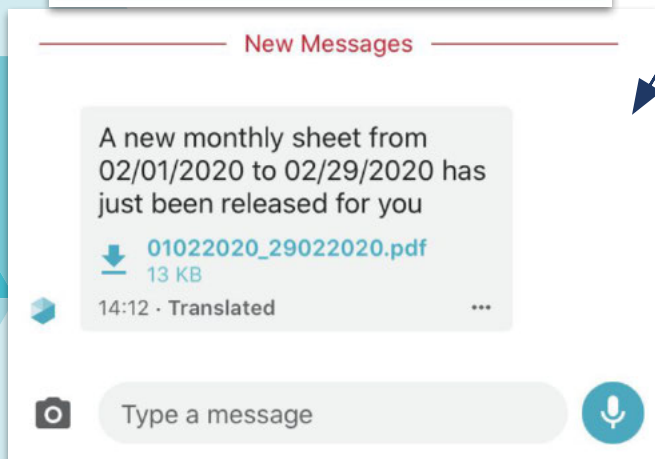 New Messages
A new monthly sheet from
02/01/2020 to 02/29/2020 has
just been released for you
01022020_29022020.pdf
13 KB
14:12 · Translated
Type a message